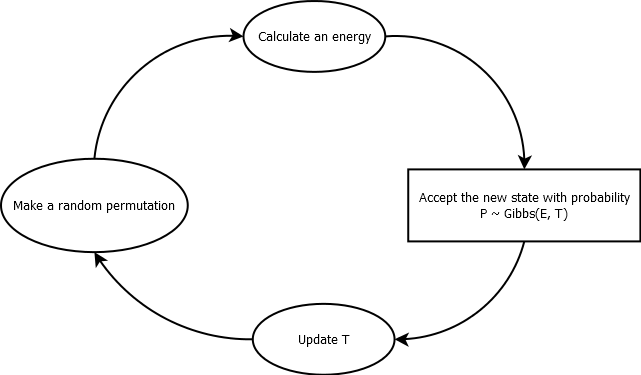 Calculate an energy
Accept the new state with probability
P ~ Gibbs(E, T)
Make a random permutation
Update T